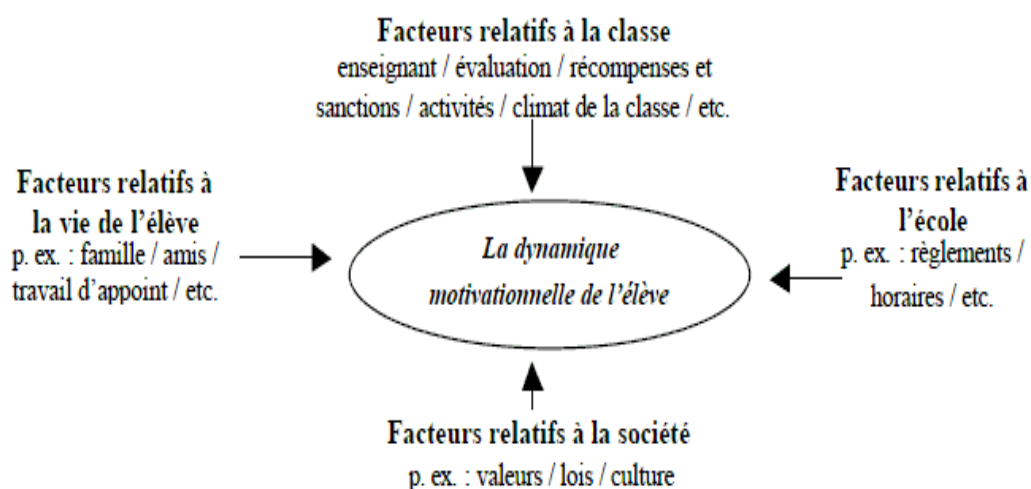 Facteurs relatifs à la classe
enseignant / évaluation / récompenses et
sanctions / activités / climat de la classe / etc.
Facteurs relatifs à
la vie de l'élève
p. ex. : famille / amis /
travail d'appoint / etc.
La dynamique
motivationnelle de l'élève
Facteurs relatifs à
l'école
p. ex. : règlements /
horaires / etc.
Facteurs relatifs à la société
p. ex. : valeurs / lois / culture